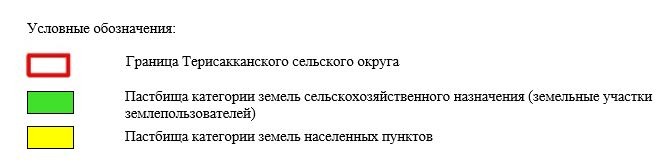 Условные обозначения:
Граница Терисакканского сельского округа
Пастбища категории земель сельскохозяйственного назначения (земельные участки
землепользователей)
Пастбища категории земель населенных пунктов